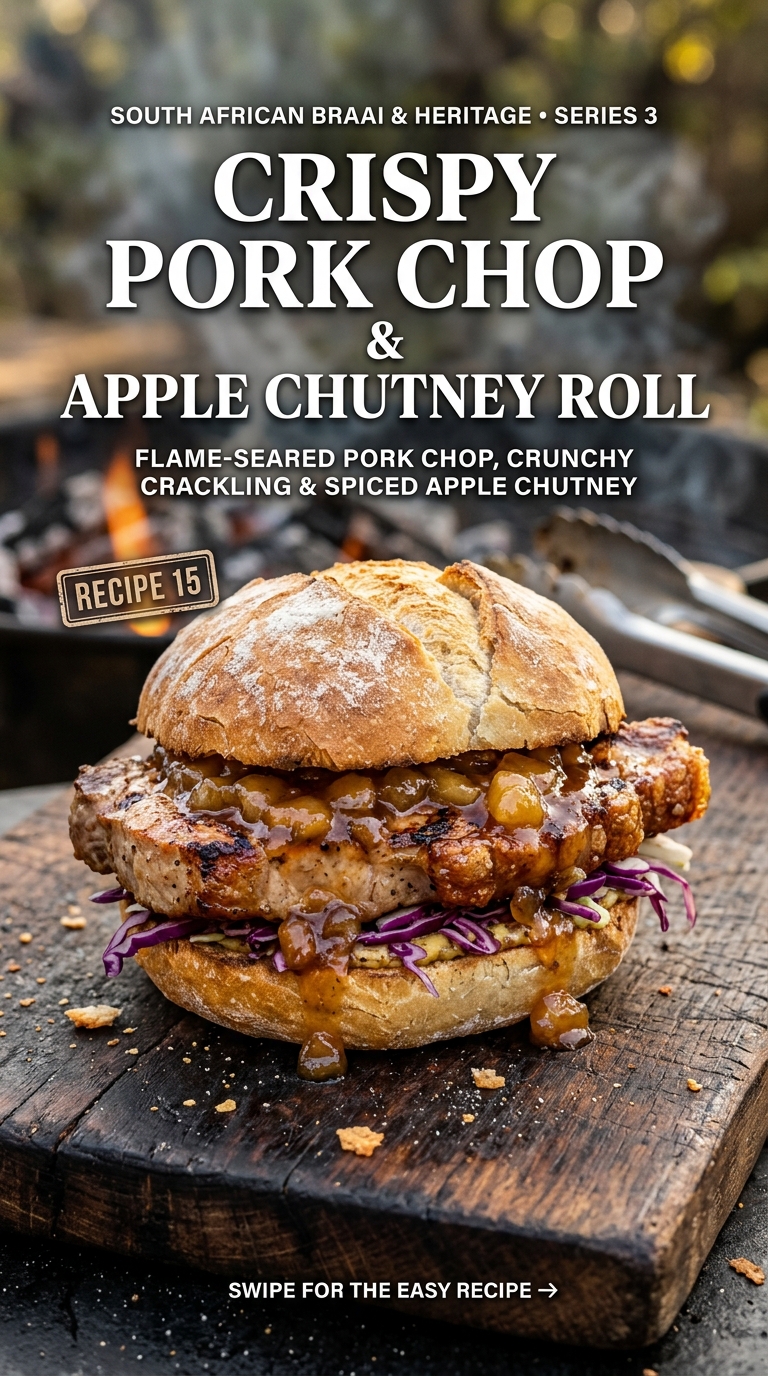 SOUTH AFRICAN BRAAI & HERITAGE • SERIES 3
CRISPY
PORK CHOP
&
APPLE CHUTNEY ROLL
FLAME-SEARED PORK CHOP, CRUNCHY
CRACKLING & SPICED APPLE CHUTNEY
RECIPE 15
SWIPE FOR THE EASY RECIPE →